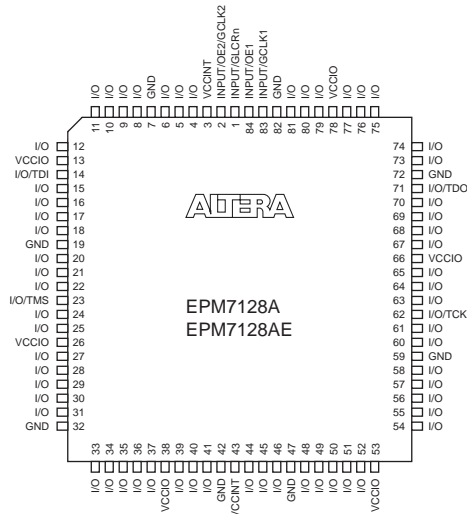 I/O I/O I/O I/O GND I/O I/O I/O VCCINT INPUT/OE2/GCLK2 INPUT/GLCRn INPUT/OE1 INPUT/GCLK1 GND I/O I/O I/O VCCIO I/O I/O I/O
11 10 9 8 7 6 5 4 3 2 1 84 83 82 81 80 79 78 77 76 75
I/O 12 74 I/O
VCCIO 13 73 I/O
I/O/TDI 14 72 GND
I/O 15 71 I/O/TDO
I/O 16 70 I/O
I/O 17 69 I/O
I/O 18 68 I/O
GND 19 67 I/O
I/O 20 66 VCCIO
I/O 21 65 I/O
I/O 22 64 I/O
I/O/TMS 23 63 I/O
I/O 24 62 I/O/TCK
I/O 25 61 I/O
VCCIO 26 60 I/O
I/O 27 59 GND
I/O 28 58 I/O
I/O 29 57 I/O
I/O 30 56 I/O
I/O 31 55 I/O
GND 32 54 I/O
ALTERA
EPM7128A
EPM7128AE
33 34 35 36 37 38 39 40 41 42 43 44 45 46 47 48 49 50 51 52 53
I/O I/O I/O I/O I/O VCCIO I/O I/O I/O GND VCCINT I/O I/O I/O GND I/O I/O I/O I/O I/O VCCIO